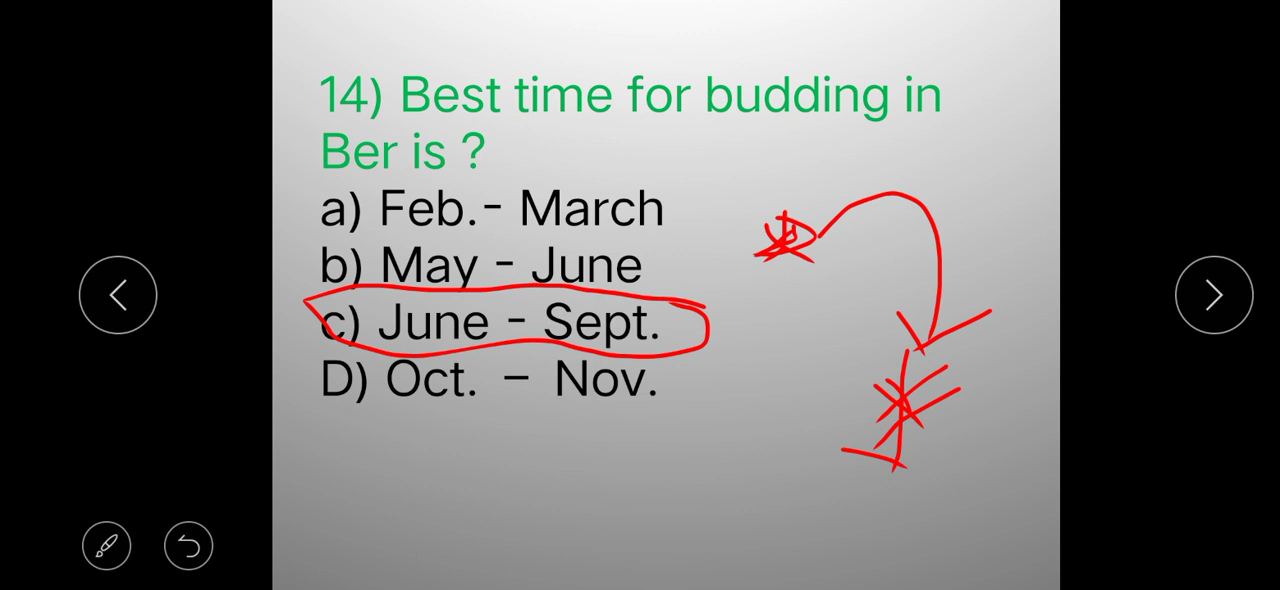 14) Best time for budding in
Ber is ?
a) Feb.- March
b) May - June
c) June - Sept.
D) Oct. – Nov.